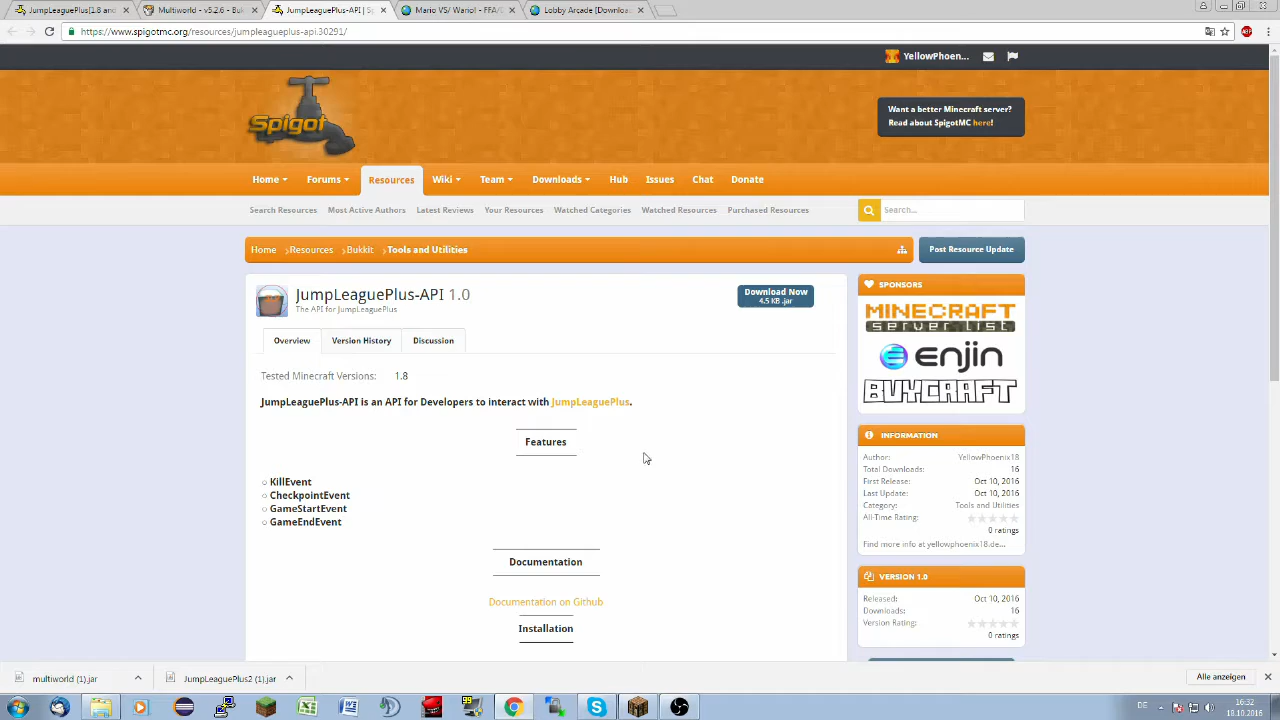 JumpLeaguePlus[1.8 and
Multiworld - v5.2.6 - Buk
JumpLeaguePlus-API | S
Mario VS/ Wario! - FFA/D
Lobby Arcade [Downloa
https://www.spigotmc.org/resources/jumpleagueplus-api.30291/
YellowPhoen...
Spigot
Want a better Minecraft server?
Read about SpigotMC here!
Home Forums Resources Wiki Team Downloads Hub Issues Chat Donate
Search Resources Most Active Authors Latest Reviews Your Resources Watched Categories Watched Resources Purchased Resources
Search...
Home Resources Bukkit Tools and Utilities
Post Resource Update
JumpLeaguePlus-API 1.0
The API for JumpLeaguePlus
Download Now
4.5 KB .jar
Overview Version History Discussion
Tested Minecraft Versions: 1.8
JumpLeaguePlus-API is an API for Developers to interact with JumpLeaguePlus.
Features
○ KillEvent
○ CheckpointEvent
○ GameStartEvent
○ GameEndEvent
Documentation
Documentation on Github
Installation
SPONSORS
MINECRAFT
SERVER LIST
enjin
BUYCRAFT
INFORMATION
Author: YellowPhoenix18
Total Downloads: 16
First Release: Oct 10, 2016
Last Update: Oct 10, 2016
Category: Tools and Utilities
All-Time Rating:
0 ratings
Find more info at yellowphoenix18.de...
VERSION 1.0
Released: Oct 10, 2016
Downloads: 16
Version Rating:
0 ratings
multiworld (1).jar
JumpLeaguePlus2 (1).jar
Alle anzeigen
99
DE
16:32
18.10.2016